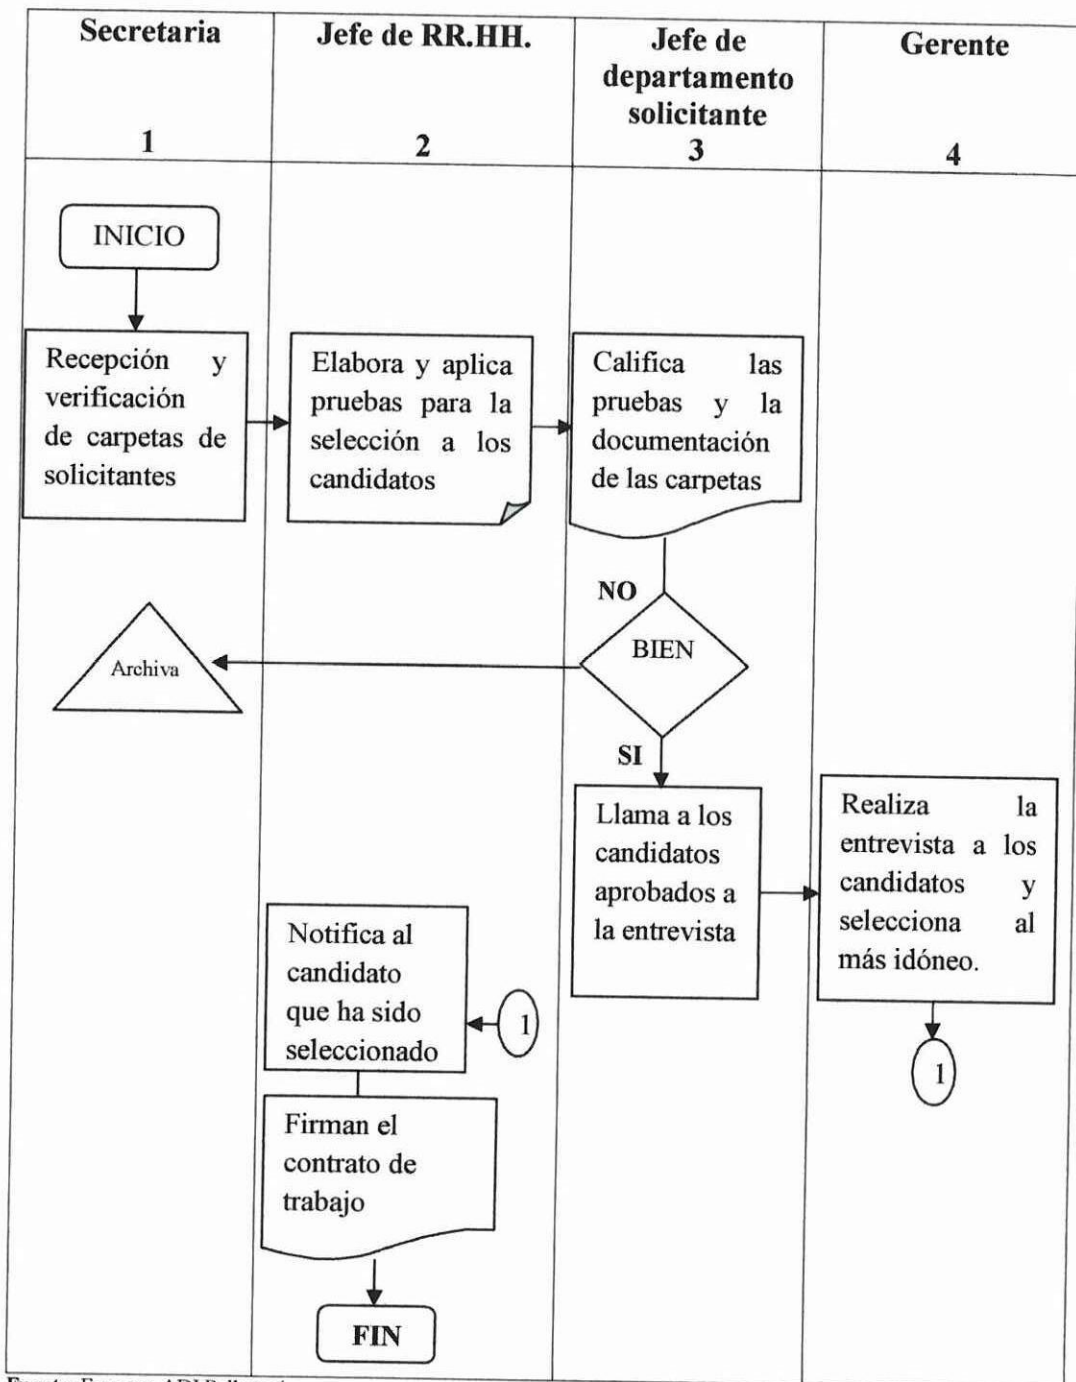 Secretaria
1
Jefe de RR.HH.
2
Jefe de
departamento
solicitante
3
Gerente
4
INICIO
Recepción y
verificación
de carpetas de
solicitantes
Elabora y aplica
pruebas para la
selección a los
candidatos
Califica las
pruebas y la
documentación
de las carpetas
NO
BIEN
Archiva
SI
Llama a los
candidatos
aprobados a
la entrevista
Realiza la
entrevista a los
candidatos y
selecciona al
más idóneo.
1
Notifica al
candidato
que ha sido
seleccionado
1
Firman el
contrato de
trabajo
FIN